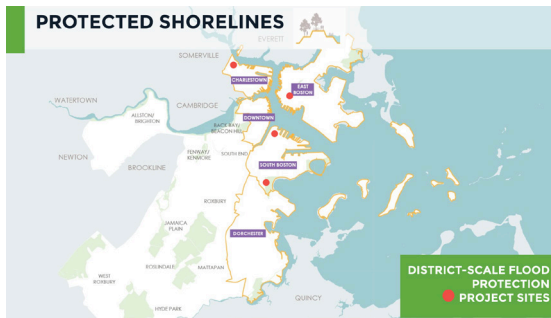 PROTECTED SHORELINES
EVERETT
SOMERVILLE
CHARLESTOWN
EAST
BOSTON
WATERTOWN
CAMBRIDGE
ALLSTON/
BRIGHTON
DOWNTOWN
BACK BAY/
BEACON HILL
NEWTON
FENWAY/
KENMORE
SOUTH END
BROOKLINE
SOUTH BOSTON
ROXBURY
JAMAICA
PLAIN
DORCHESTER
ROSLINDALE
MATTAPAN
WEST
ROXBURY
HYDE PARK
QUINCY
DISTRICT-SCALE FLOOD
PROTECTION
PROJECT SITES